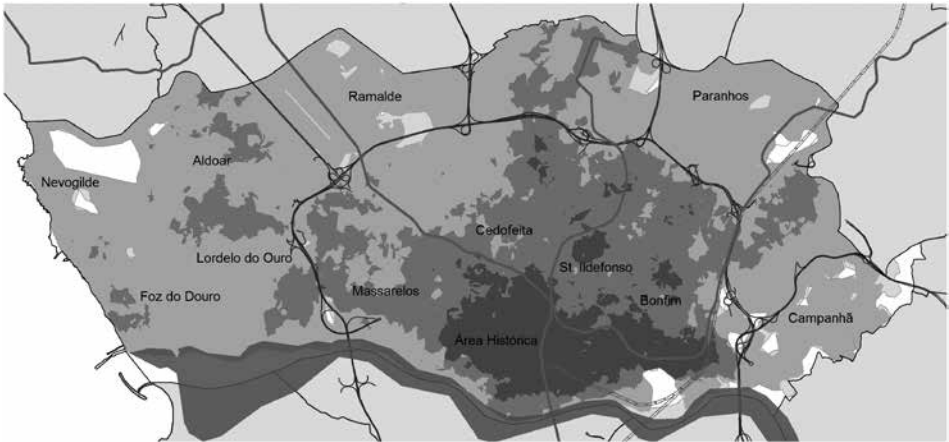 Ramalde
Paranhos
Aldoar
Nevogilde
Cedofeita
Lordelo do Ouro
St. Ildefonso
Massarelos
Foz do Douro
Bonfim
Campanhã
Área Histórica